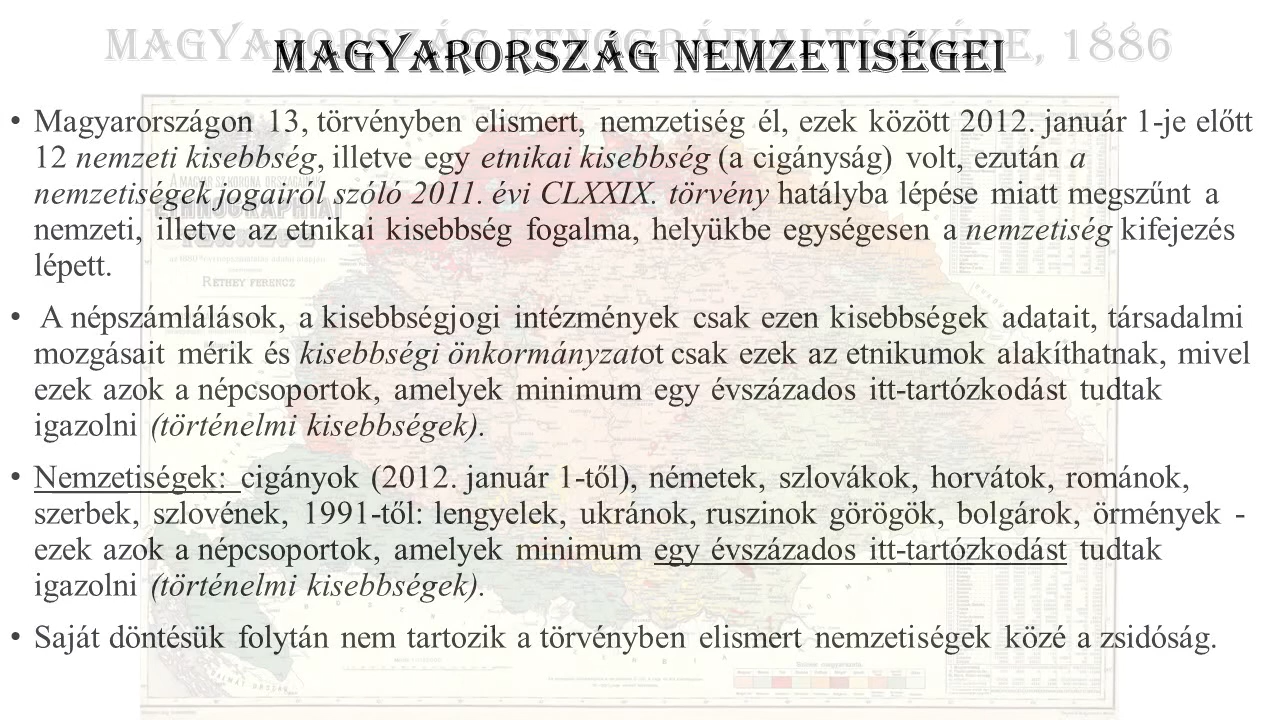 MAGYARORSZÁG ETNOGRÁFIAI TÉRKÉPE, 1886
MAGYARORSZÁG NEMZETISÉGEI
• Magyarországon 13, törvényben elismert, nemzetiség él, ezek között 2012. január 1-je előtt
12 nemzeti kisebbség, illetve egy etnikai kisebbség (a cigányság) volt, ezután a
nemzetiségek jogairól szóló 2011. évi CLXXIX. törvény hatályba lépése miatt megszűnt a
nemzeti, illetve az etnikai kisebbség fogalma, helyükbe egységesen a nemzetiség kifejezés
lépett.
RÉTHEY FERENCZ
• A népszámlálások, a kisebbségjogi intézmények csak ezen kisebbségek adatait, társadalmi
mozgásait mérik és kisebbségi önkormányzatot csak ezek az etnikumok alakíthatnak, mivel
ezek azok a népcsoportok, amelyek minimum egy évszázados itt-tartózkodást tudtak
igazolni (történelmi kisebbségek).
• Nemzetiségek: cigányok (2012. január 1-től), németek, szlovákok, horvátok, románok,
szerbek, szlovének, 1991-től: lengyelek, ukránok, ruszinok görögök, bolgárok, örmények -
ezek azok a népcsoportok, amelyek minimum egy évszázados itt-tartózkodást tudtak
igazolni (történelmi kisebbségek).
• Saját döntésük folytán nem tartozik a törvényben elismert nemzetiségek közé a zsidóság.